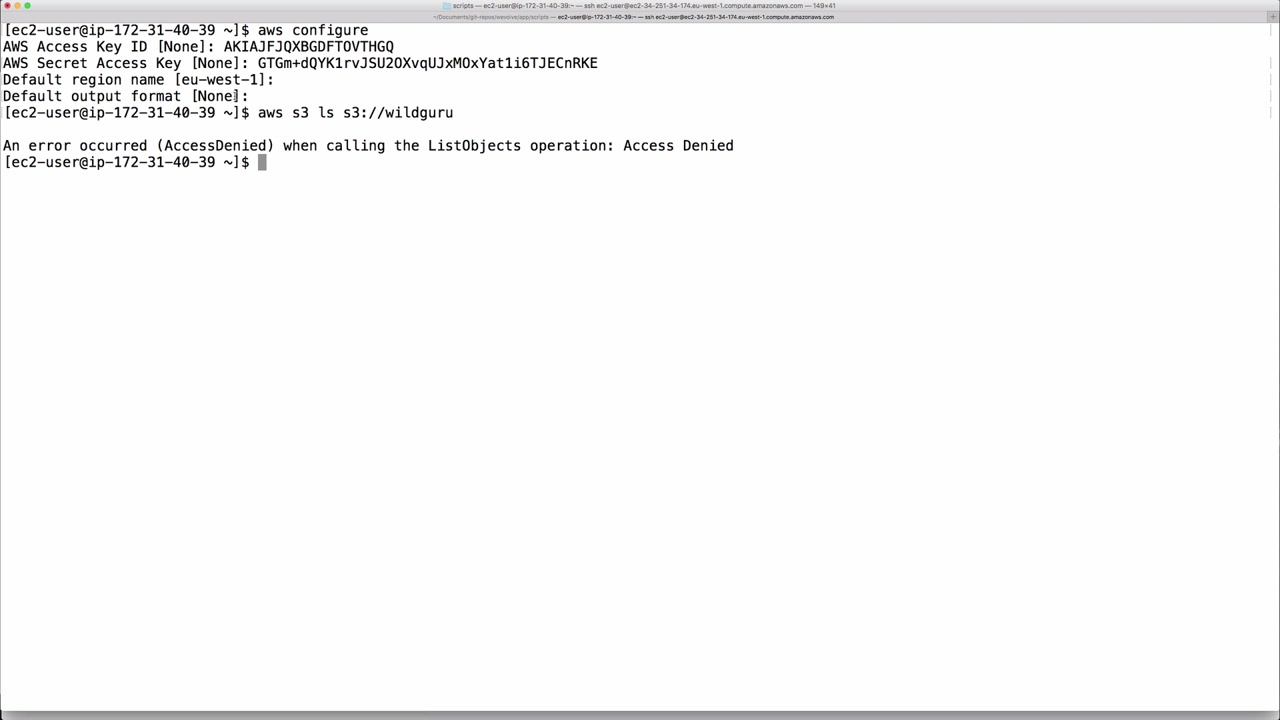 scripts — ec2-user@ip-172-31-40-39:~ — ssh ec2-user@ec2-34-251-34-174.eu-west-1.compute.amazonaws.com — 149×41
~/Documents/git-repos/wevolve/app/scripts — ec2-user@ip-172-31-40-39:~ — ssh ec2-user@ec2-34-251-34-174.eu-west-1.compute.amazonaws.com
[ec2-user@ip-172-31-40-39 ~]$ aws configure
AWS Access Key ID [None]: AKIAJFJQXBGDFTOVTHGQ
AWS Secret Access Key [None]: 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
Default region name [eu-west-1]:
Default output format [None]:
[ec2-user@ip-172-31-40-39 ~]$ aws s3 ls s3://wildguru
An error occurred (AccessDenied) when calling the ListObjects operation: Access Denied
[ec2-user@ip-172-31-40-39 ~]$